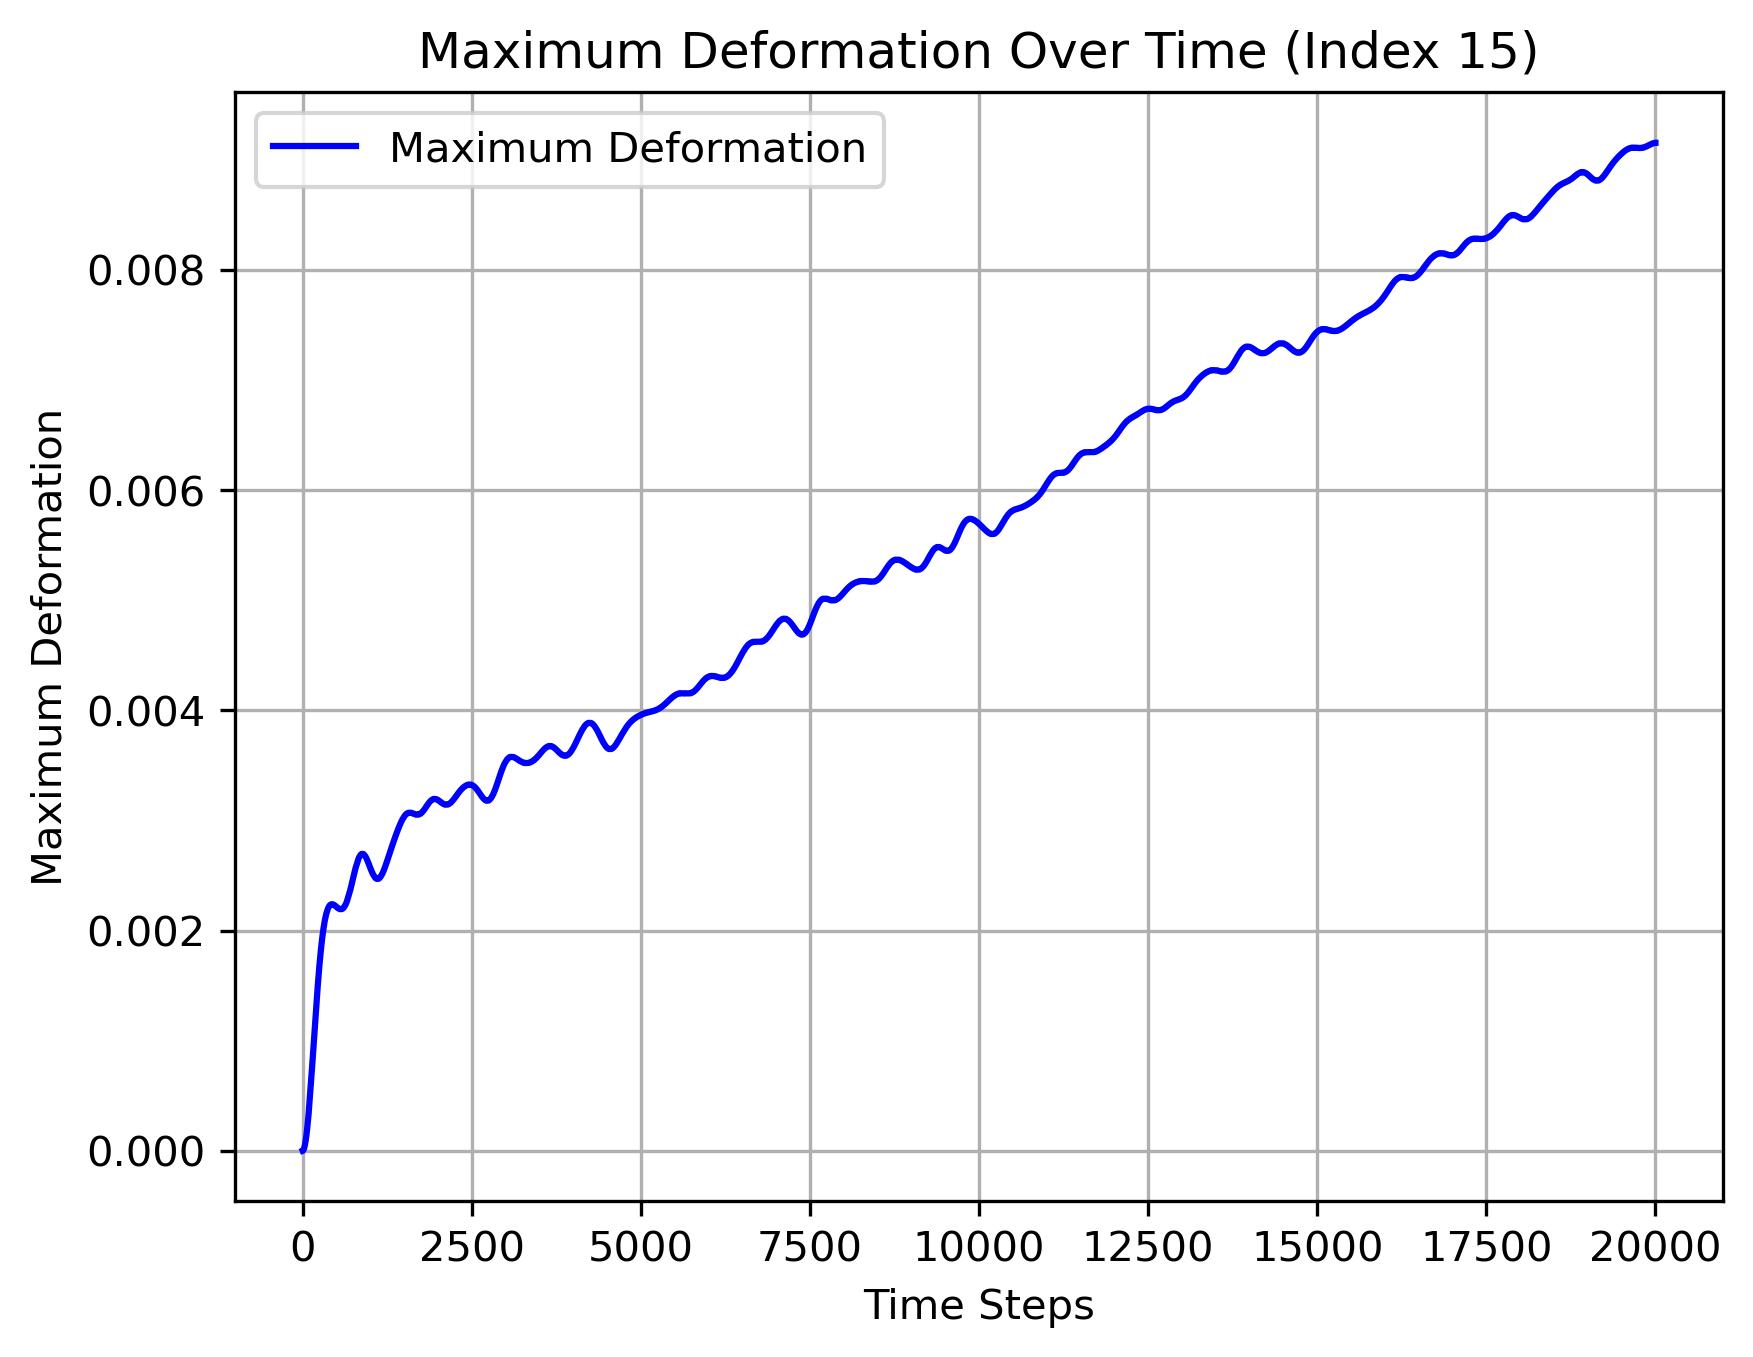 Maximum Deformation Over Time (Index 15)
Maximum Deformation
Maximum Deformation
0.008
0.006
0.004
0.002
0.000
0 2500 5000 7500 10000 12500 15000 17500 20000
Time Steps